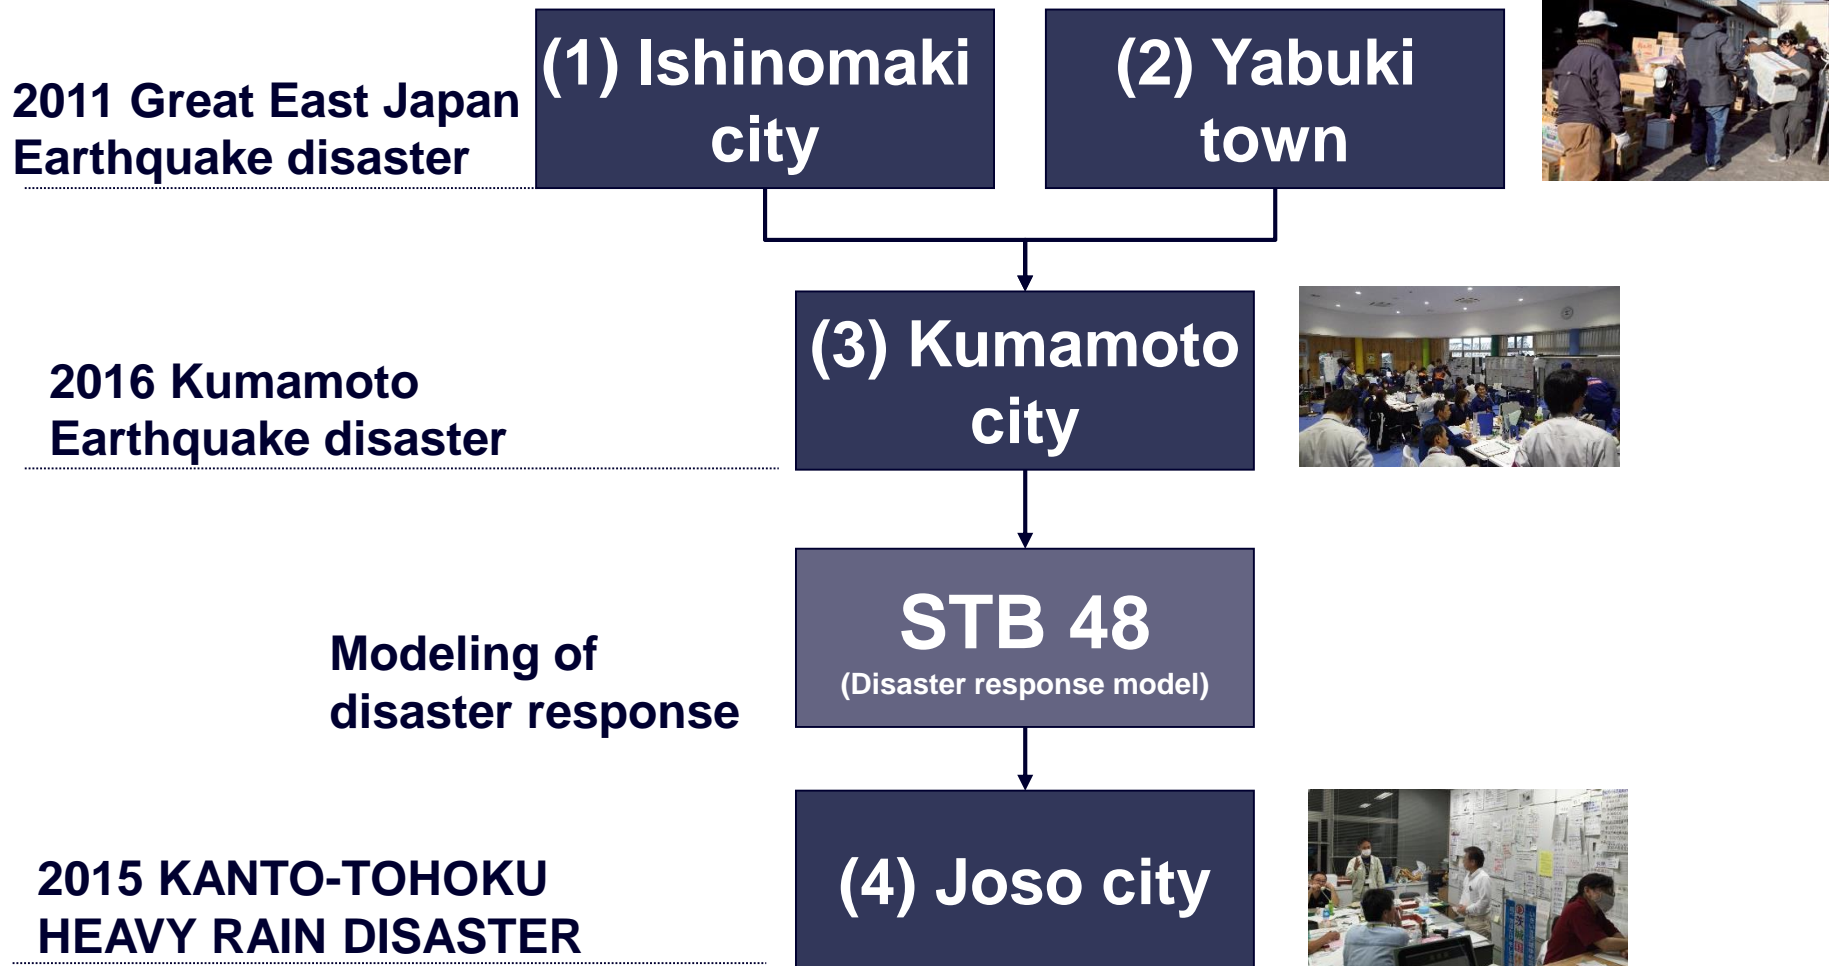 2011 Great East Japan
Earthquake disaster
(1) Ishinomaki
city
(2) Yabuki
town
2016 Kumamoto
Earthquake disaster
(3) Kumamoto
city
Modeling of
disaster response
STB 48
(Disaster response model)
2015 KANTO-TOHOKU
HEAVY RAIN DISASTER
(4) Joso city